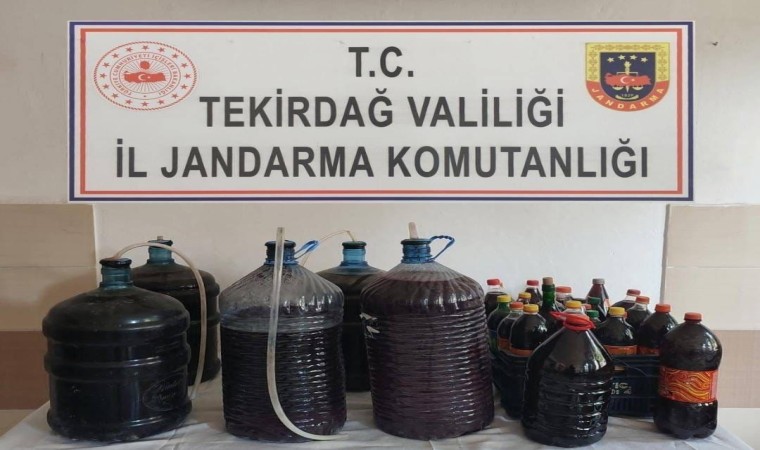 T.C.
TEKİRDAĞ VALİLİĞİ
İL JANDARMA KOMUTANLIĞI
JANDARMA